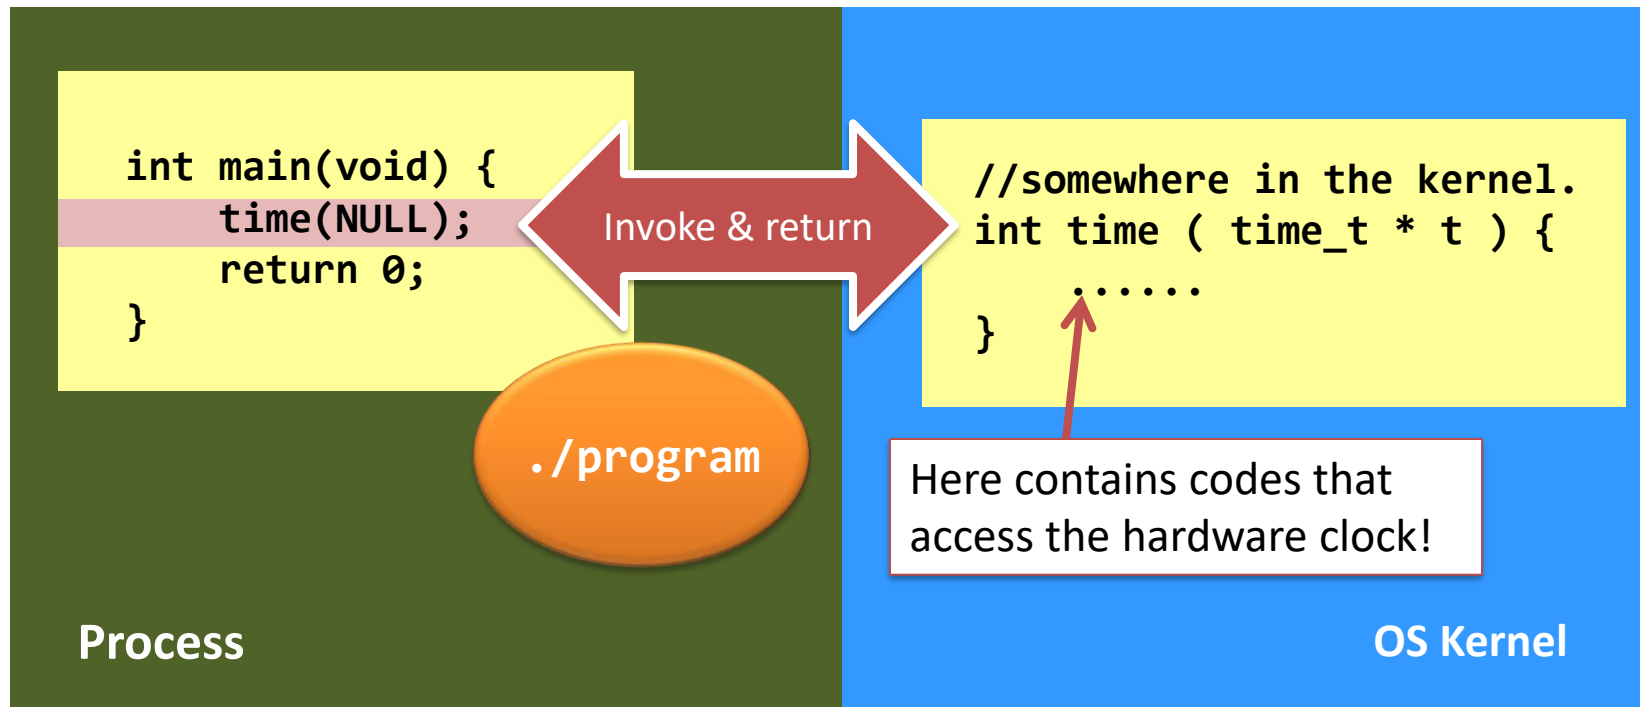 int main(void) {
time(NULL);
return 0;
}
Invoke & return
//somewhere in the kernel.
int time ( time_t * t ) {
......
}
./program
Here contains codes that
access the hardware clock!
Process
OS Kernel